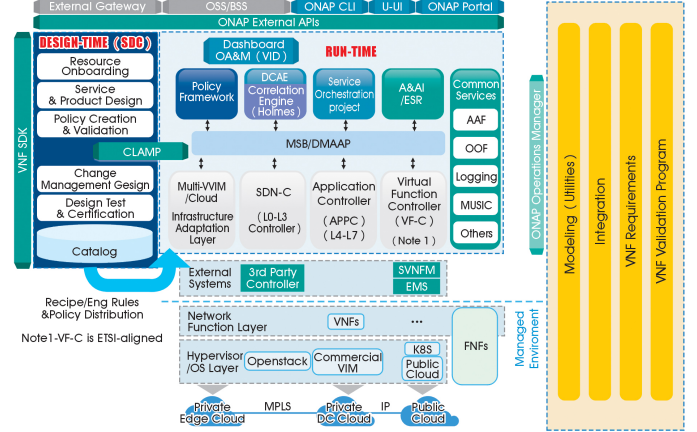 External Gateway
OSS/BSS
ONAP CLI
U-UI
ONAP Portal
ONAP External APIs
VNF SDK
DESIGN-TIME (SDC)
Resource
Onboarding
Service
& Product Design
Policy Creation
& Validation
CLAMP
Change
Management Gesign
Design Test
& Certification
Catalog
RUN-TIME
Dashboard
OA&M (VID)
Policy
Framework
DCAE
Correlation
Engine
(Holmes)
Service
Orchestration
project
A&AI
/ESR
Common
Services
AAF
OOF
Logging
MUSIC
Others
MSB/DMAAP
Multi-VVIM
/Cloud
Infrastructure
Adaptation
Layer
SDN-C
(L0-L3
Controller)
Application
Controller
(APPC)
(L4-L7)
Virtual
Function
Controller
(VF-C)
(Note 1)
ONAP Operations Manager
Modeling (Utilities)
Integration
VNF Requirements
VNF Validation Program
Recipe/Eng Rules
&Policy Distribution
Note1-VF-C is ETSI-aligned
External
Systems
3rd Party
Controller
SVNFM
EMS
Network
Function Layer
VNFs
...
FNFs
Managed
Enviroment
Hypervisor
/OS Layer
Openstack
Commercial
VIM
K8S
Public
Cloud
Private
Edge Cloud
MPLS
Private
DC Cloud
IP
Public
Cloud